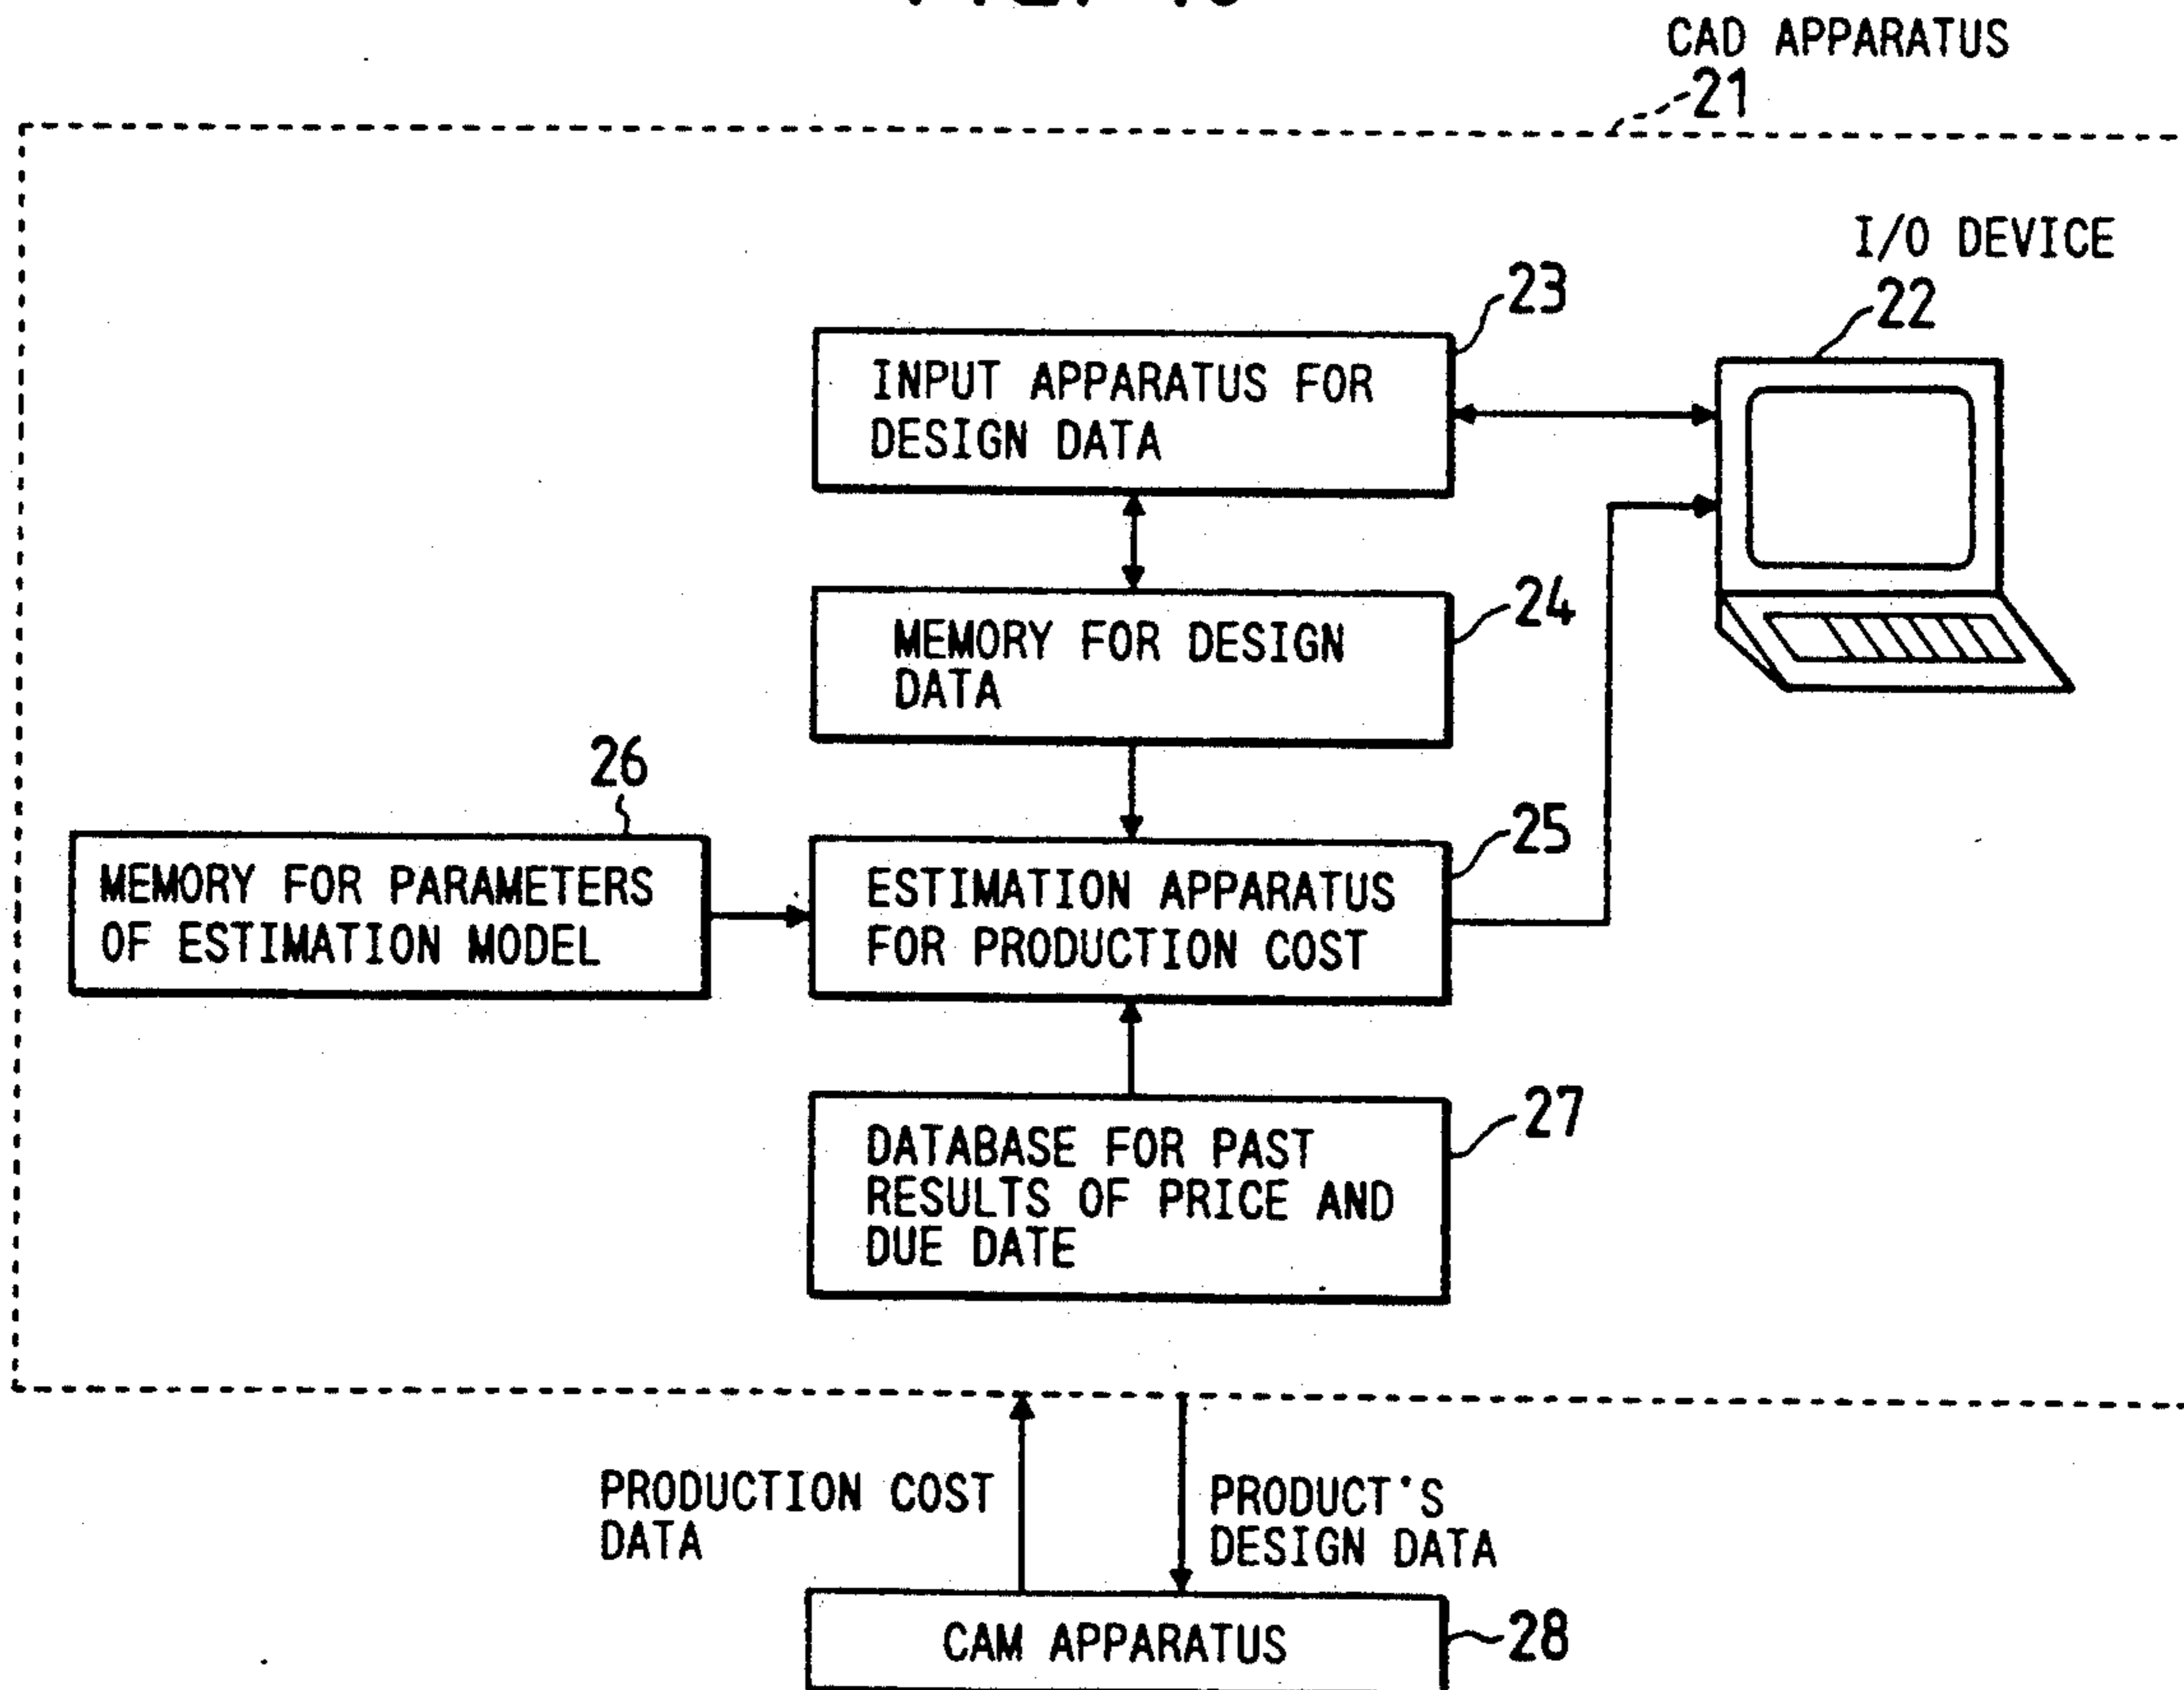 CAD APPARATUS
21
I/O DEVICE
22
23
INPUT APPARATUS FOR
DESIGN DATA
24
MEMORY FOR DESIGN
DATA
26
MEMORY FOR PARAMETERS
OF ESTIMATION MODEL
25
ESTIMATION APPARATUS
FOR PRODUCTION COST
27
DATABASE FOR PAST
RESULTS OF PRICE AND
DUE DATE
PRODUCTION COST
DATA
PRODUCT'S
DESIGN DATA
CAM APPARATUS
28